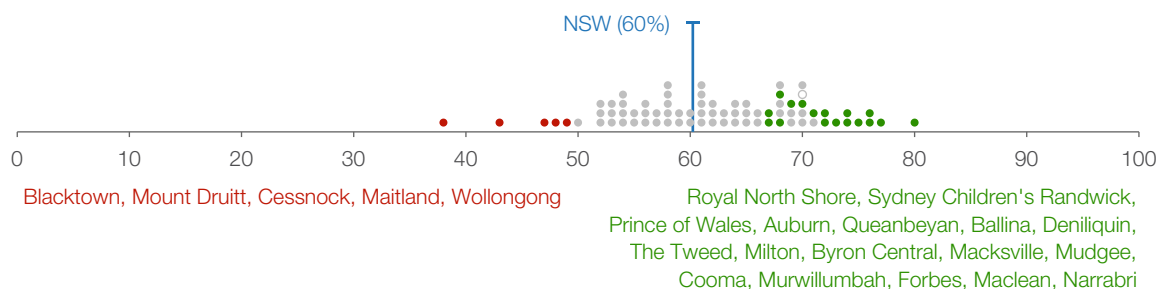 NSW (60%)
0 10 20 30 40 50 60 70 80 90 100
Blacktown, Mount Druitt, Cessnock, Maitland, Wollongong
Royal North Shore, Sydney Children's Randwick,
Prince of Wales, Auburn, Queanbeyan, Ballina, Deniliquin,
The Tweed, Milton, Byron Central, Macksville, Mudgee,
Cooma, Murwillumbah, Forbes, Maclean, Narrabri